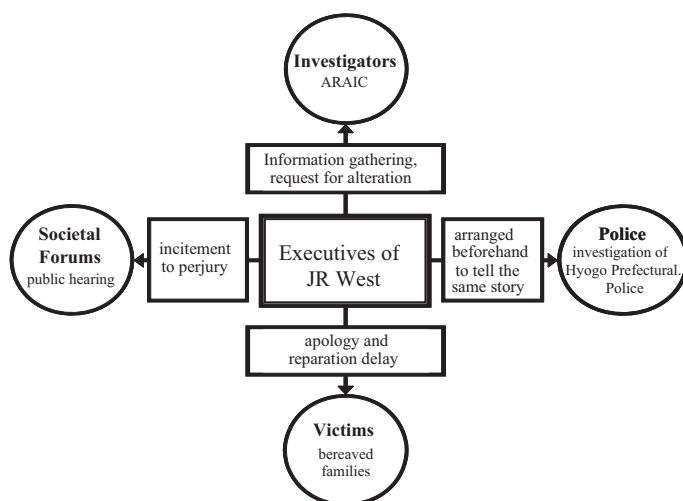 Investigators
ARAIC
Information gathering,
request for alteration
Societal
Forums
public hearing
incitement
to perjury
Executives of
JR West
arranged
beforehand
to tell the
same story
Police
investigation of
Hyogo Prefectural.
Police
apology and
reparation delay
Victims
bereaved
families